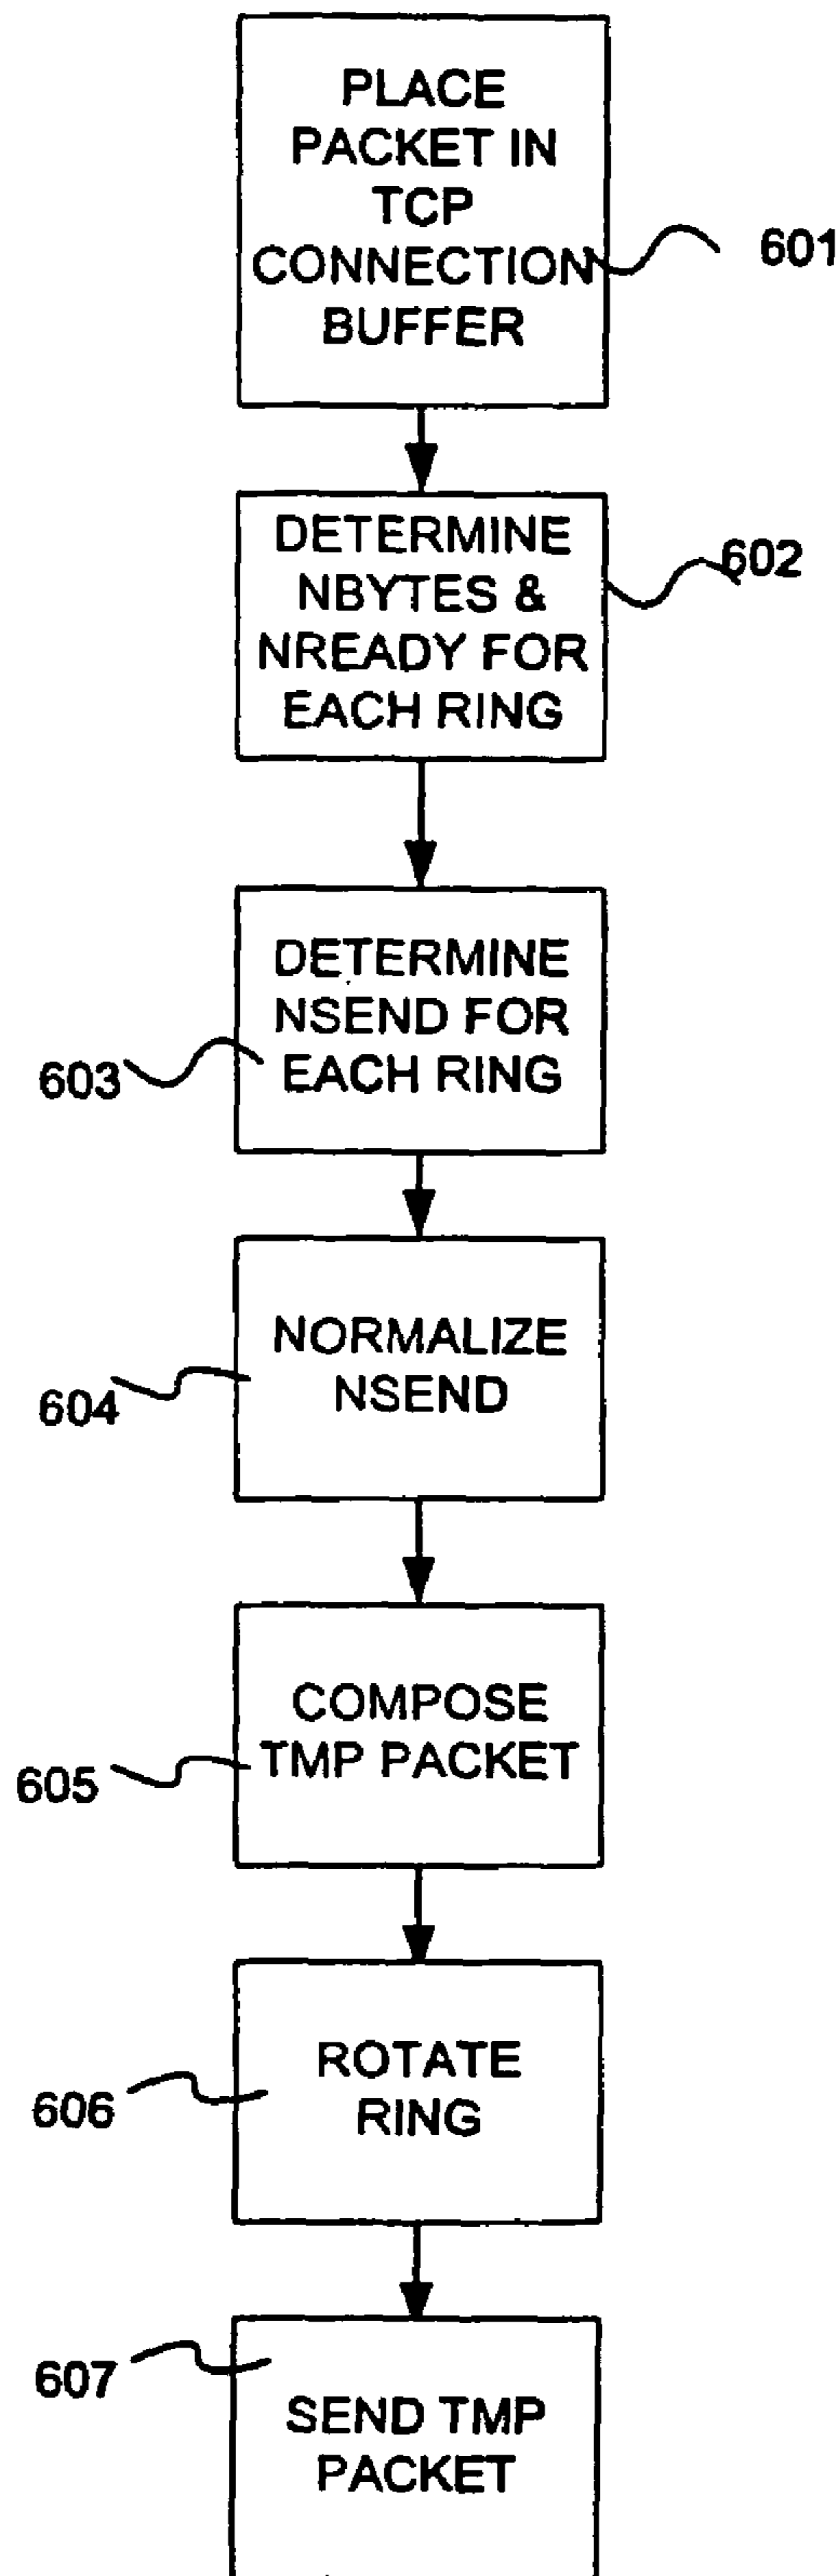 PLACE
PACKET IN
TCP
CONNECTION
BUFFER
601
DETERMINE
NBYTES &
NREADY FOR
EACH RING
602
DETERMINE
NSEND FOR
EACH RING
603
NORMALIZE
NSEND
604
COMPOSE
TMP PACKET
605
ROTATE
RING
606
607
SEND TMP
PACKET